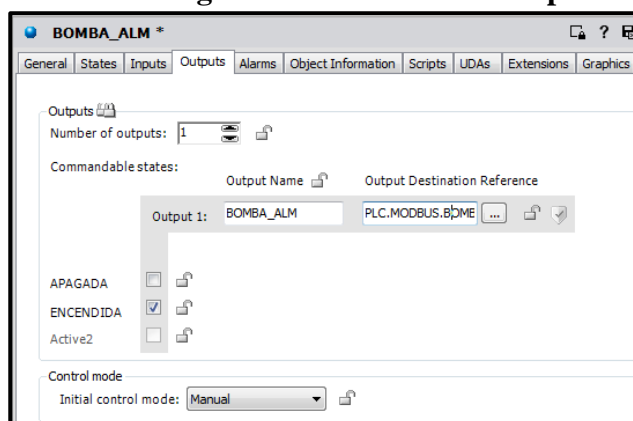 BOMBA_ALM *
General States Inputs Outputs Alarms Object Information Scripts UDAs Extensions Graphics
Outputs
Number of outputs: 1
Commandable states:
Output Name Output Destination Reference
Output 1: BOMBA_ALM PLC.MODBUS.BOMB ...
APAGADA
ENCENDIDA
Active2
Control mode
Initial control mode: Manual